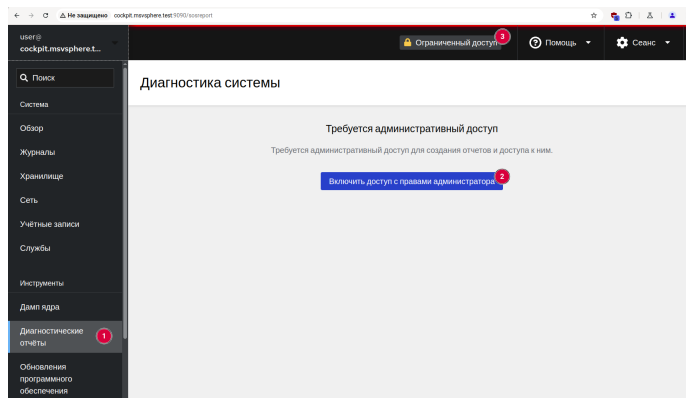 Не защищено cockpit.msvsphere.test:9090/sosreport
user@
cockpit.msvsphere.t...
Ограниченный доступ
3
Помощь
Сеанс
Поиск
Диагностика системы
Система
Обзор
Требуется административный доступ
Журналы
Требуется административный доступ для создания отчетов и доступа к ним.
Хранилище
Включить доступ с правами администратора
2
Сеть
Учётные записи
Службы
Инструменты
Дамп ядра
Диагностические
отчёты
1
Обновления
программного
обеспечения